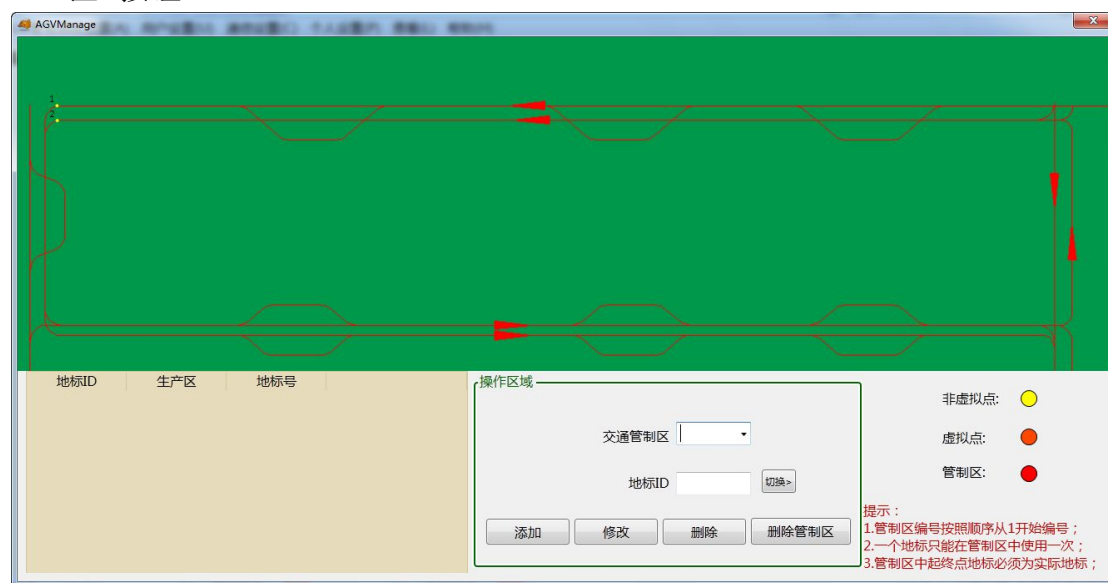 AGVManage
x
1
2
地标ID 生产区 地标号
操作区域
交通管制区
地标ID 切换>
添加 修改 删除 删除管制区
非虚拟点:
虚拟点:
管制区:
提示：
1.管制区编号按照顺序从1开始编号；
2.一个地标只能在管制区中使用一次；
3.管制区中起终点地标必须为实际地标；